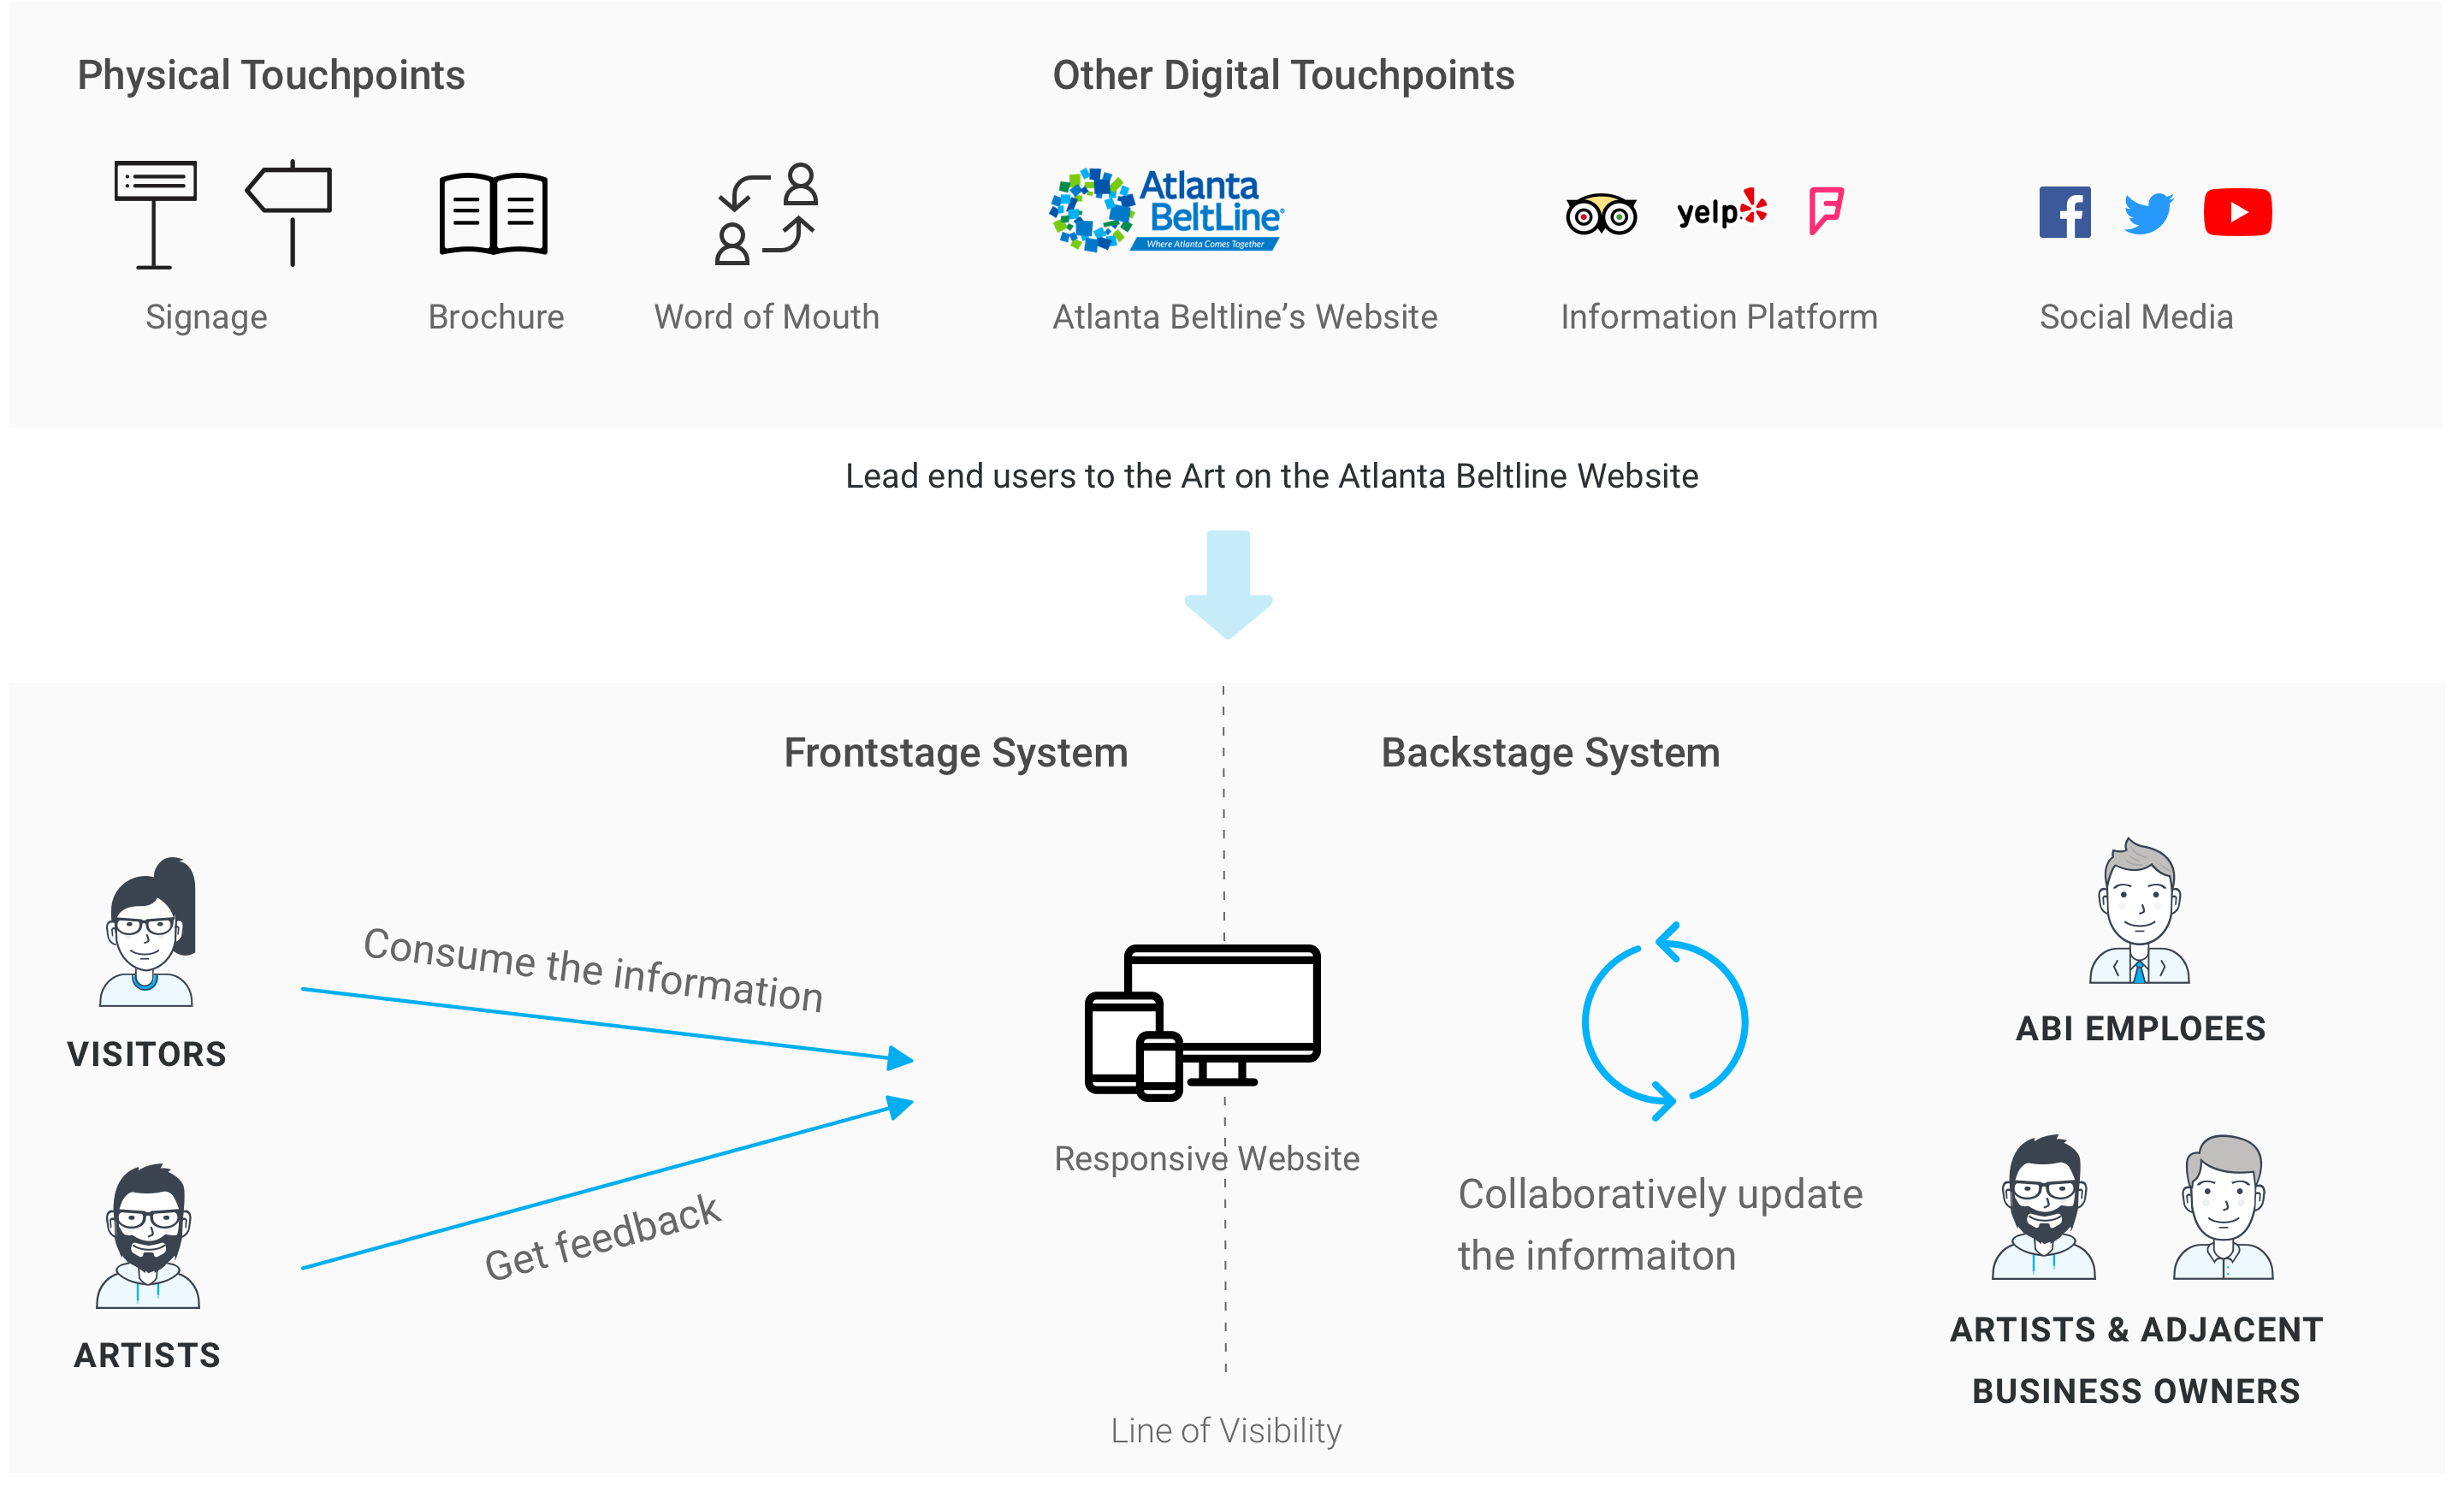 Physical Touchpoints
Other Digital Touchpoints
Atlanta
BeltLine®
Where Atlanta Comes Together
yelp
Signage
Brochure
Word of Mouth
Atlanta Beltline’s Website
Information Platform
Social Media
Lead end users to the Art on the Atlanta Beltline Website
Frontstage System
Backstage System
Consume the information
VISITORS
ABI EMPLOEES
Responsive Website
Get feedback
Collaboratively update
the informaiton
ARTISTS
ARTISTS & ADJACENT
BUSINESS OWNERS
Line of Visibility